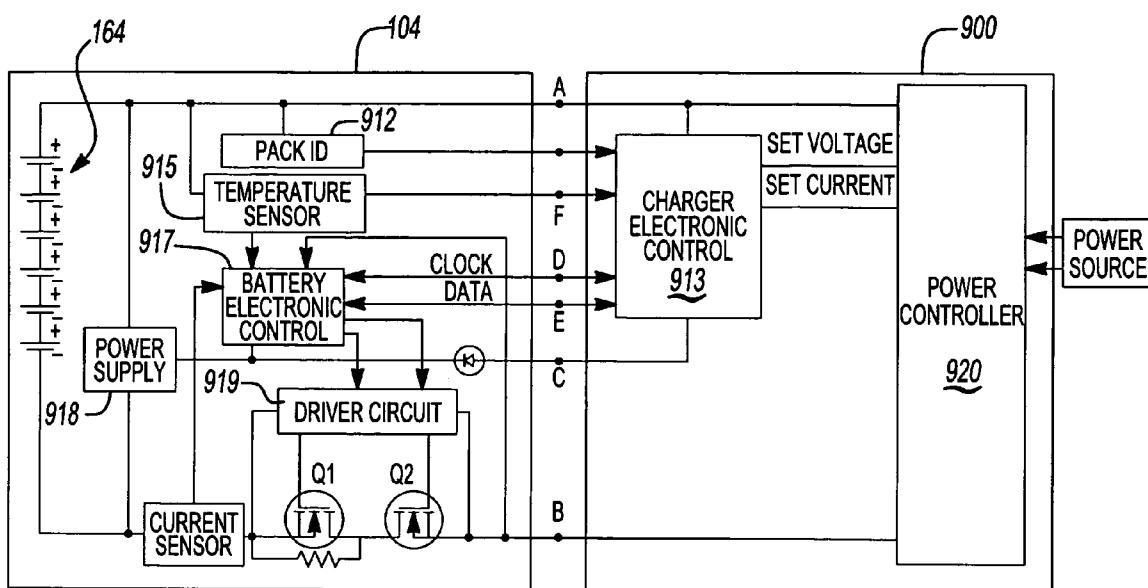 164
104
900
A
912
PACK ID
SET VOLTAGE
SET CURRENT
915
TEMPERATURE
SENSOR
F
CHARGER
ELECTRONIC
CONTROL
913
917
CLOCK
D
DATA
E
BATTERY
ELECTRONIC
CONTROL
POWER
SOURCE
POWER
CONTROLLER
920
POWER
SUPPLY
918
C
919
DRIVER CIRCUIT
Q1
Q2
B
CURRENT
SENSOR
+
-
+
-
+
-
+
-
+
-
+
-